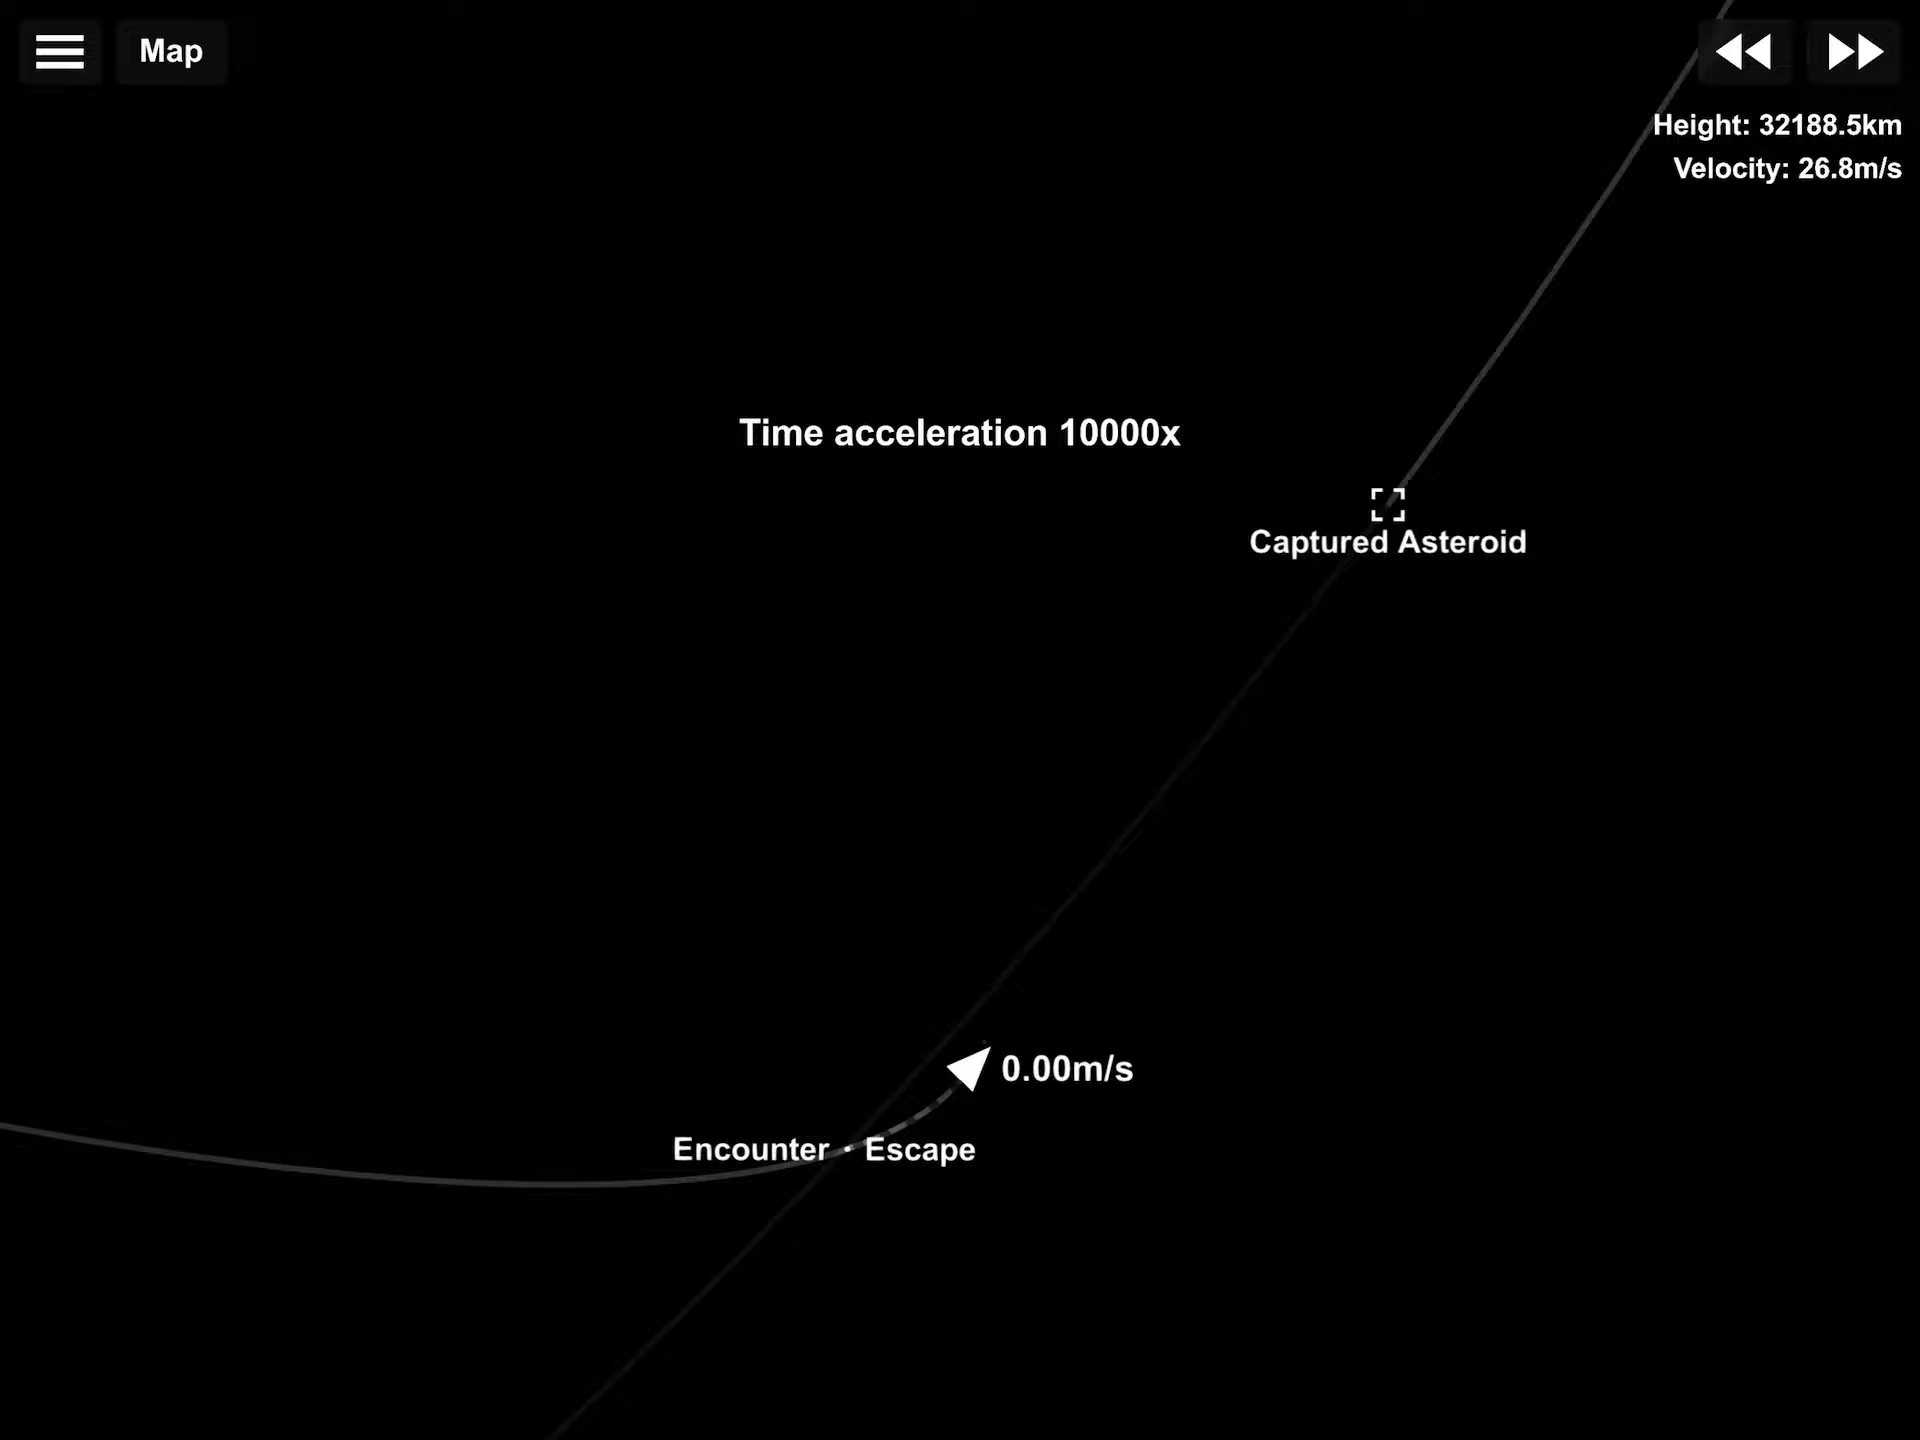 Map
Height: 32188.5km
Velocity: 26.8m/s
Time acceleration 10000x
Captured Asteroid
0.00m/s
Encounter • Escape